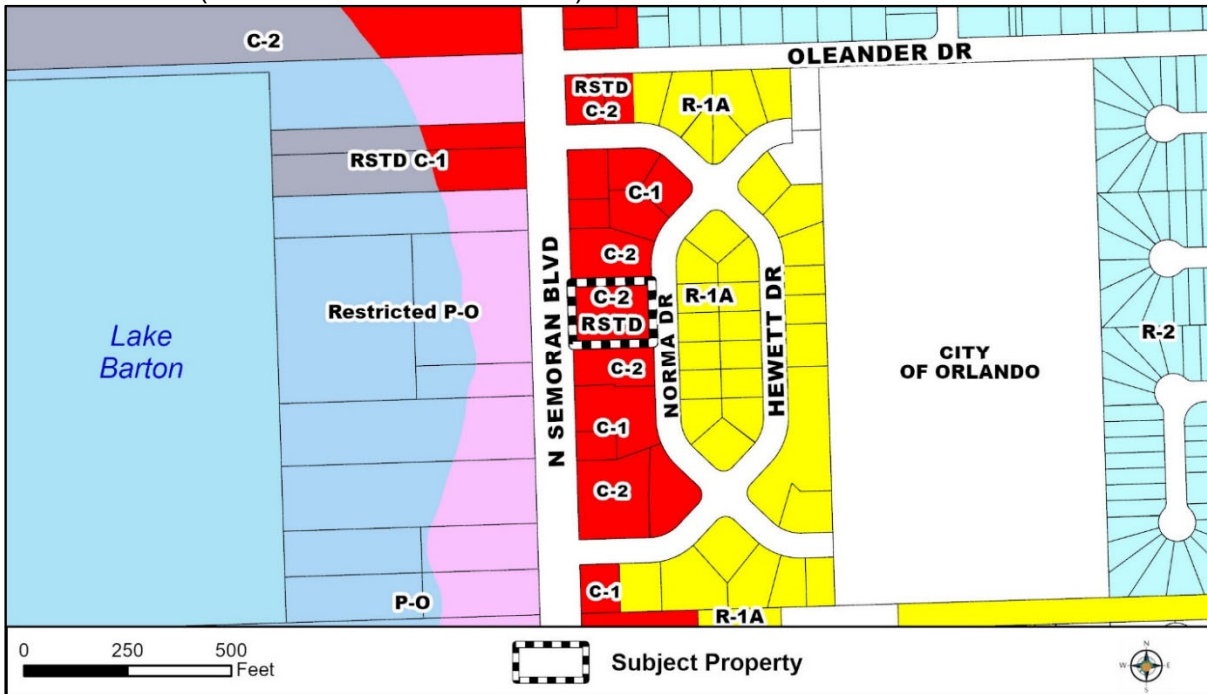 C-2
OLEANDER DR
RSTD
C-2
R-1A
RSTD C-1
C-1
N SEMORAN BLVD
C-2
C-2
RSTD
R-1A
NORMA DR
HEWETT DR
Restricted P-O
Lake
Barton
CITY
OF ORLANDO
R-2
C-2
C-1
C-2
C-1
P-O
R-1A
0 250 500
Feet
Subject Property
N
W E
S